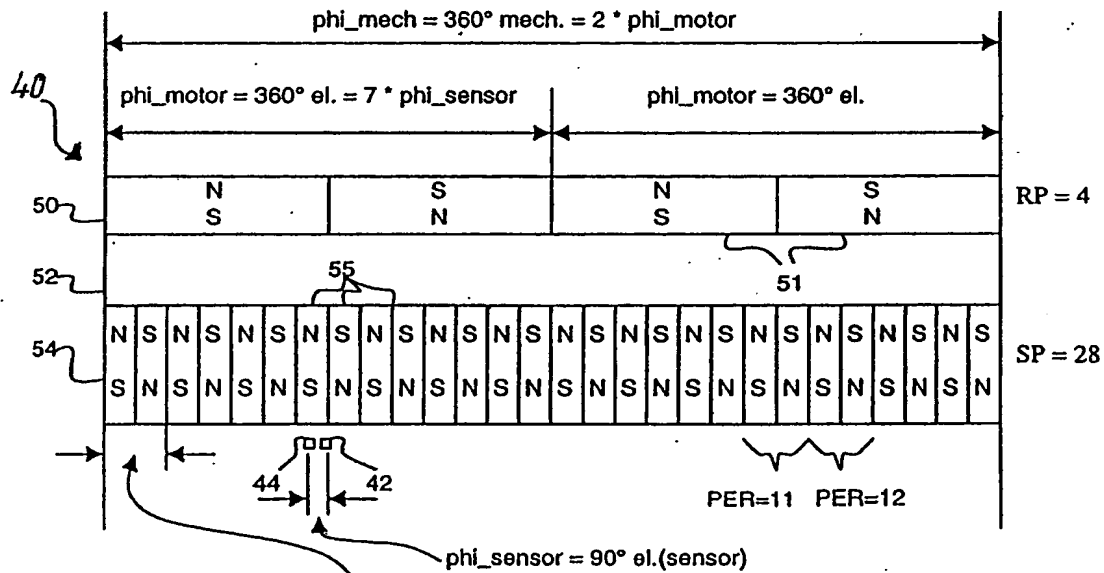 phi_mech = 360° mech. = 2 * phi_motor
40
phi_motor = 360° el. = 7 * phi_sensor
phi_motor = 360° el.
N S N S
RP = 4
50
S N S N
52
55
51
N S N S N S N S N S N S N S N S N S N S N S N S N S N S
54
SP = 28
S N S N S N S N S N S N S N S N S N S N S N S N S N S N
44
42
PER=11 PER=12
phi_sensor = 90° el.(sensor)